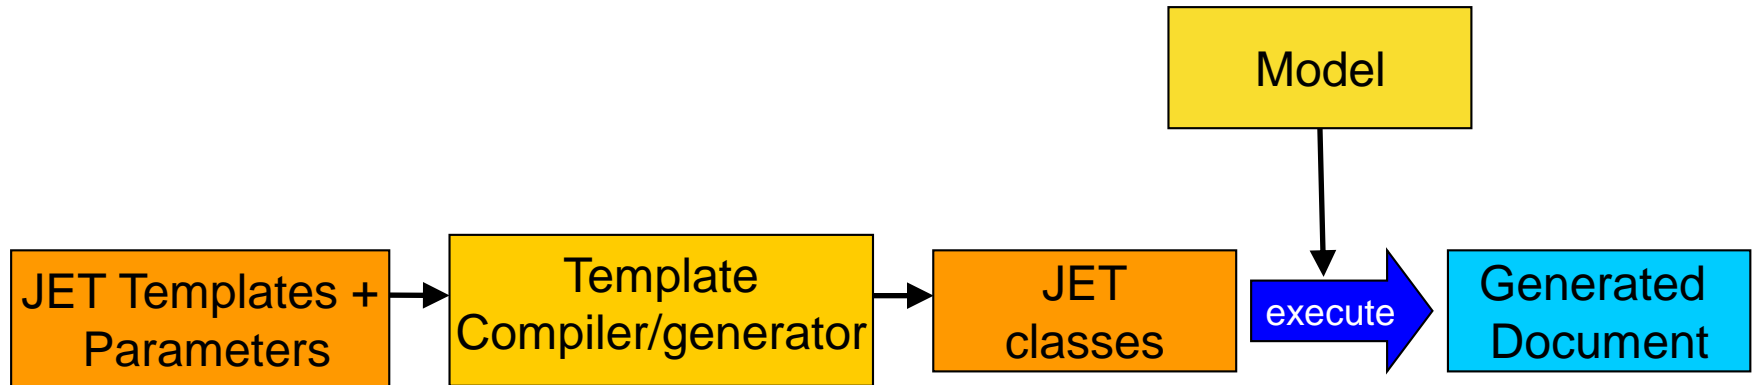 Model
JET Templates +
Parameters
Template
Compiler/generator
JET
classes
execute
Generated
Document